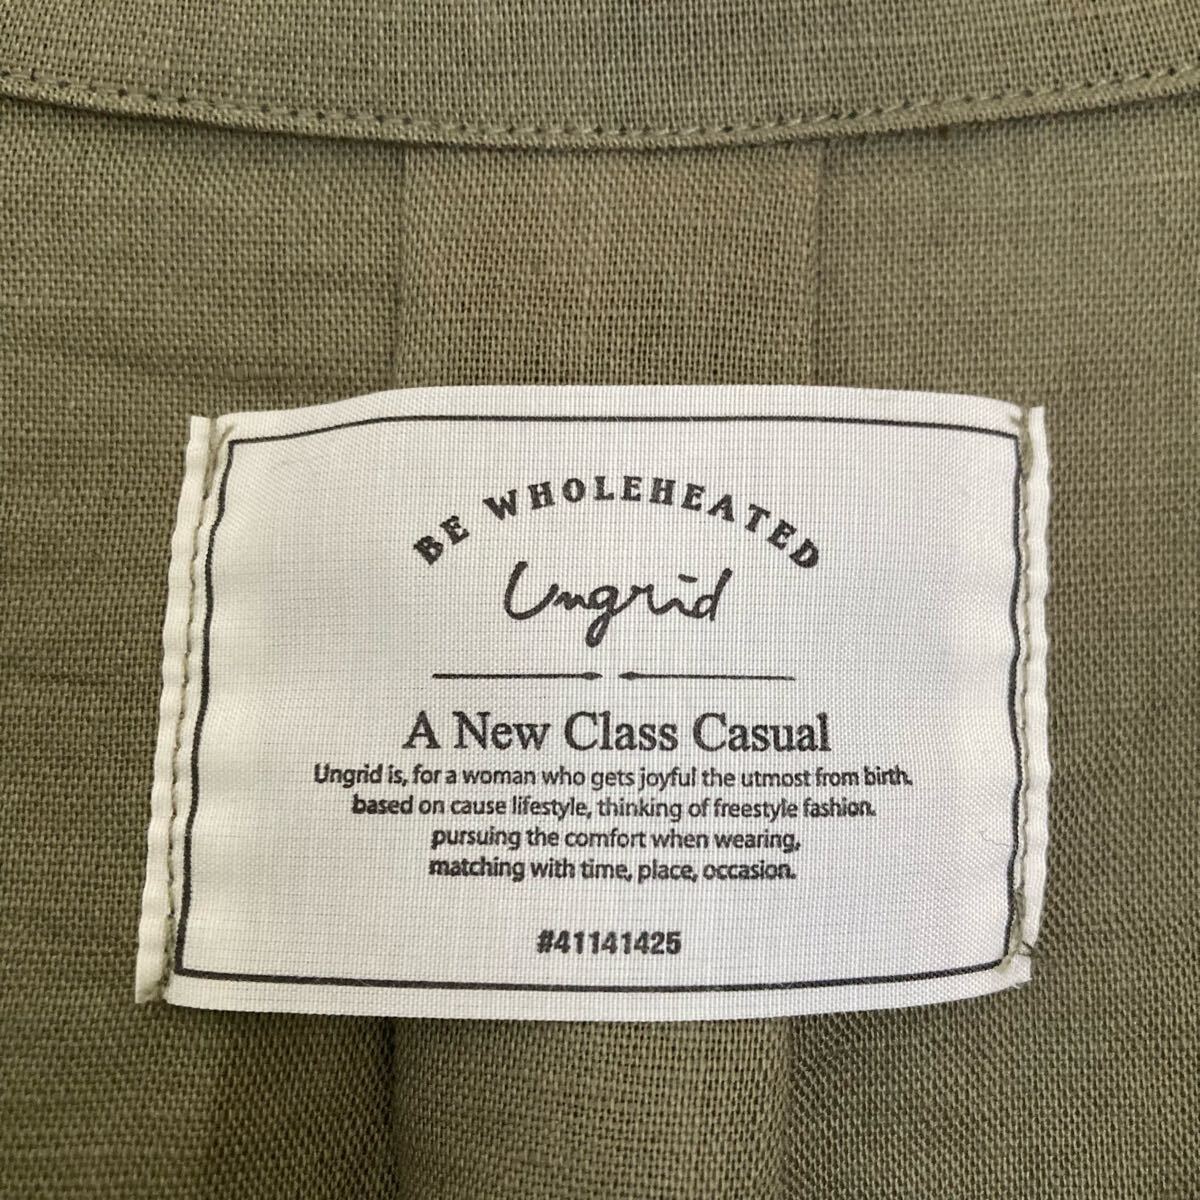 BE WHOLEHEATED
Ungrid
A New Class Casual
Ungrid is, for a woman who gets joyful the utmost from birth.
based on cause lifestyle, thinking of freestyle fashion.
pursuing the comfort when wearing,
matching with time, place, occasion.
#41141425